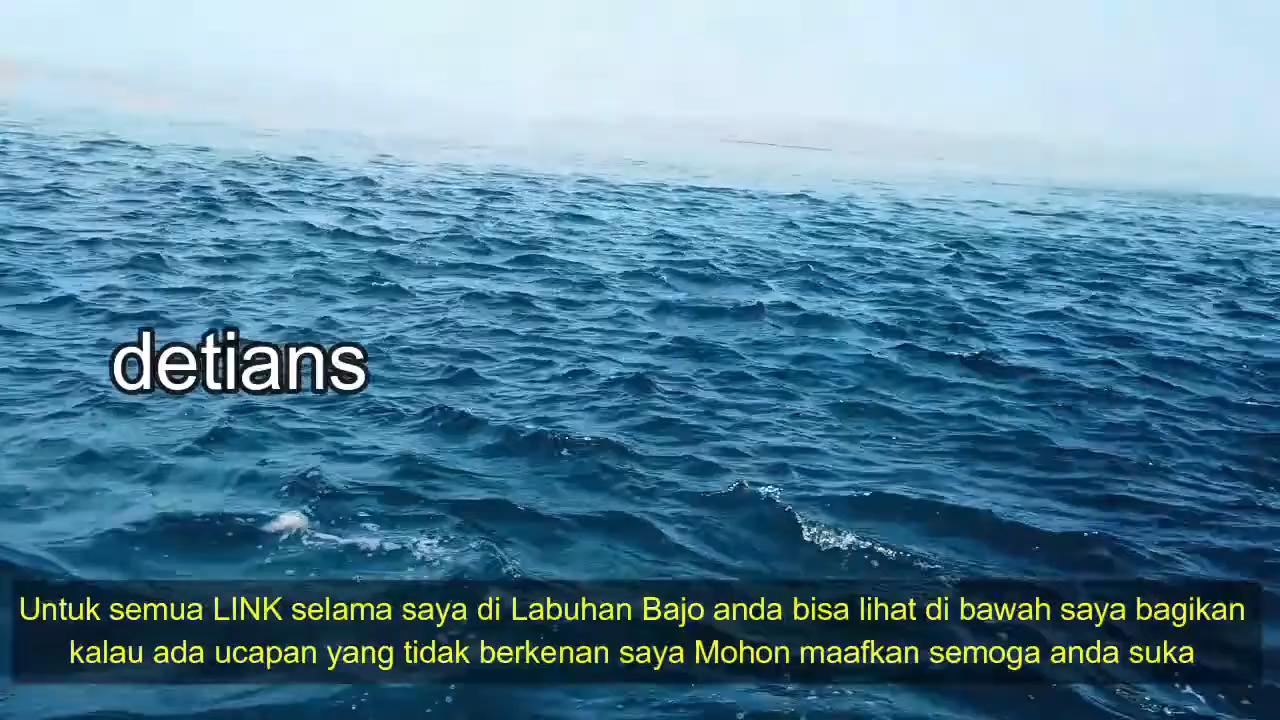 detians
Untuk semua LINK selama saya di Labuhan Bajo anda bisa lihat di bawah saya bagikan
kalau ada ucapan yang tidak berkenan saya Mohon maafkan semoga anda suka